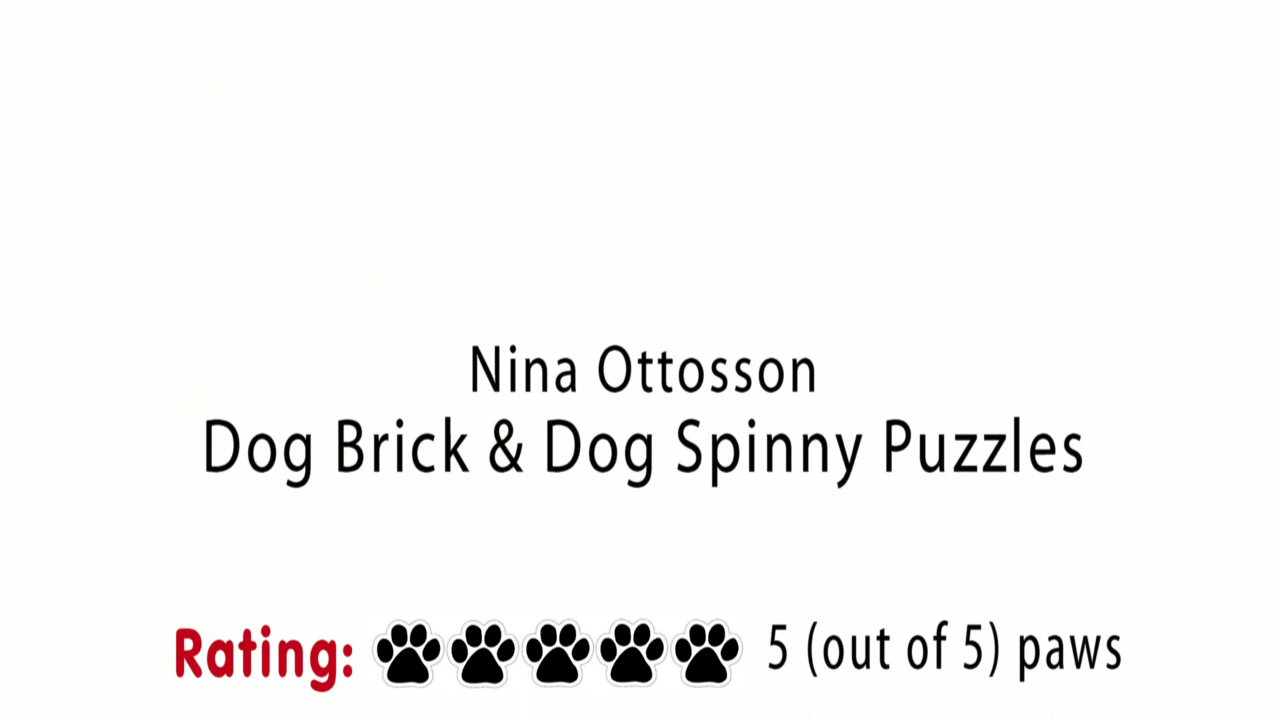 Nina Ottosson
Dog Brick & Dog Spinny Puzzles
Rating: 5 (out of 5) paws